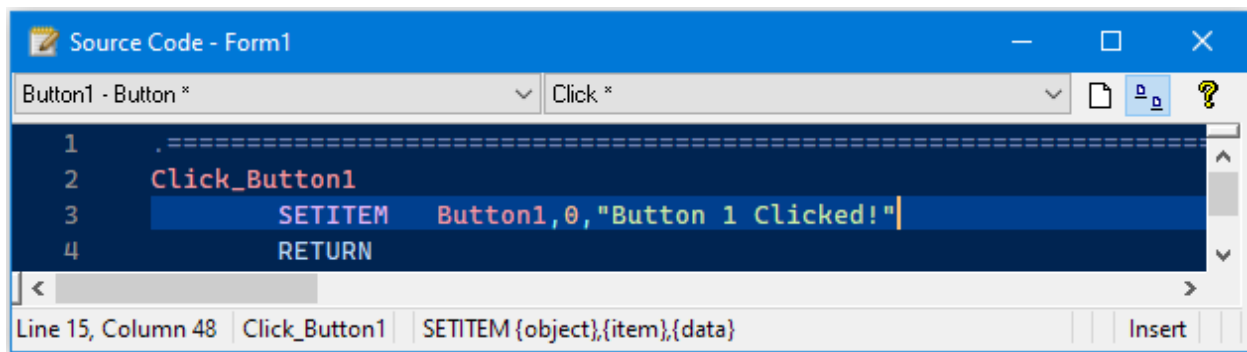 Source Code - Form1
Button1 - Button * Click *
1 .==================================================================
2 Click_Button1
3 SETITEM Button1,0,"Button 1 Clicked!"
4 RETURN
Line 15, Column 48 Click_Button1 SETITEM {object},{item},{data} Insert